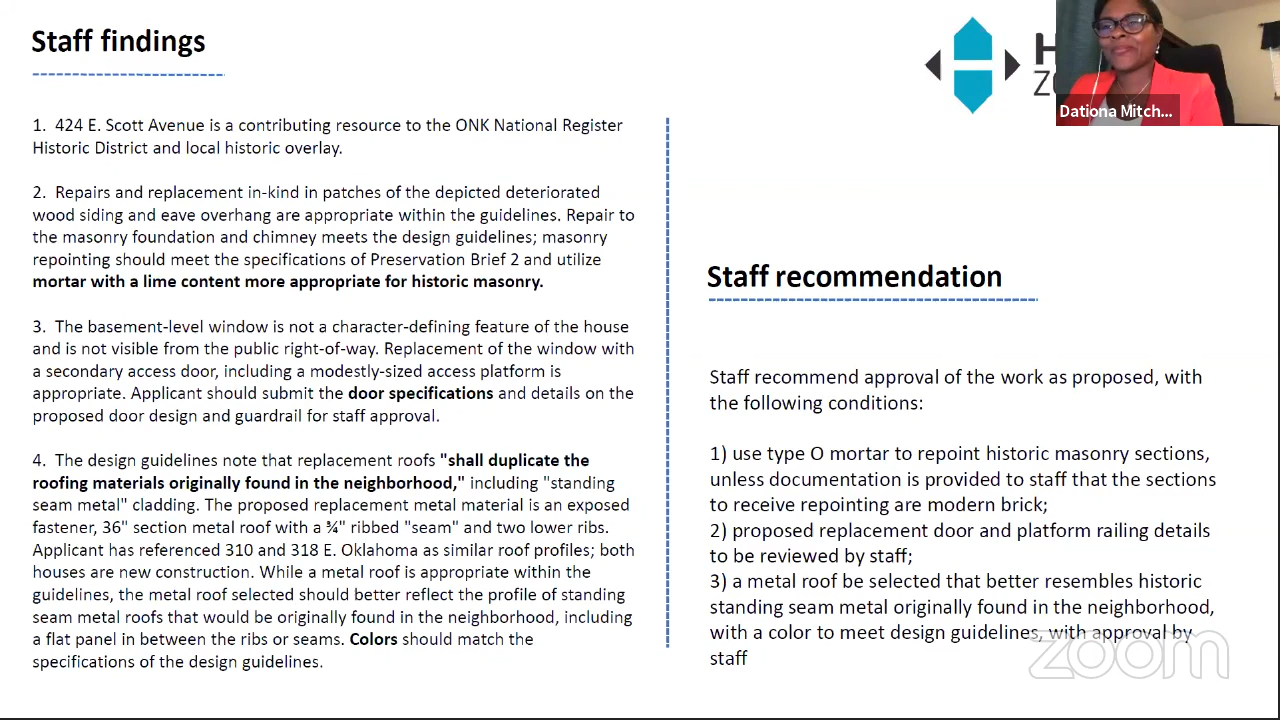 Staff findings
1. 424 E. Scott Avenue is a contributing resource to the ONK National Register
Historic District and local historic overlay.
2. Repairs and replacement in-kind in patches of the depicted deteriorated
wood siding and eave overhang are appropriate within the guidelines. Repair to
the masonry foundation and chimney meets the design guidelines; masonry
repointing should meet the specifications of Preservation Brief 2 and utilize
mortar with a lime content more appropriate for historic masonry.
3. The basement-level window is not a character-defining feature of the house
and is not visible from the public right-of-way. Replacement of the window with
a secondary access door, including a modestly-sized access platform is
appropriate. Applicant should submit the door specifications and details on the
proposed door design and guardrail for staff approval.
4. The design guidelines note that replacement roofs "shall duplicate the
roofing materials originally found in the neighborhood," including "standing
seam metal" cladding. The proposed replacement metal material is an exposed
fastener, 36" section metal roof with a ¾" ribbed "seam" and two lower ribs.
Applicant has referenced 310 and 318 E. Oklahoma as similar roof profiles; both
houses are new construction. While a metal roof is appropriate within the
guidelines, the metal roof selected should better reflect the profile of standing
seam metal roofs that would be originally found in the neighborhood, including
a flat panel in between the ribs or seams. Colors should match the
specifications of the design guidelines.
Dationa Mitch...
Staff recommendation
Staff recommend approval of the work as proposed, with
the following conditions:
1) use type O mortar to repoint historic masonry sections,
unless documentation is provided to staff that the sections
to receive repointing are modern brick;
2) proposed replacement door and platform railing details
to be reviewed by staff;
3) a metal roof be selected that better resembles historic
standing seam metal originally found in the neighborhood,
with a color to meet design guidelines, with approval by
staff
zoom